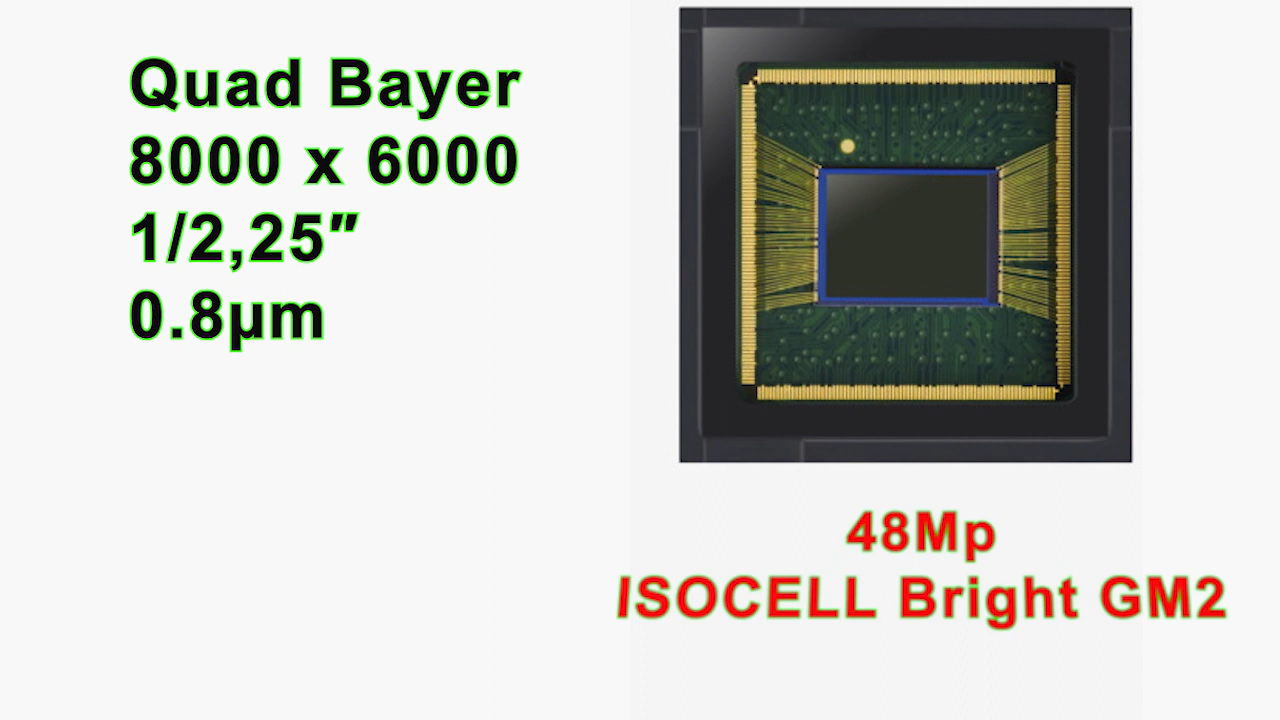 Quad Bayer
8000 x 6000
1/2,25″
0.8µm
48Mp
ISOCELL Bright GM2